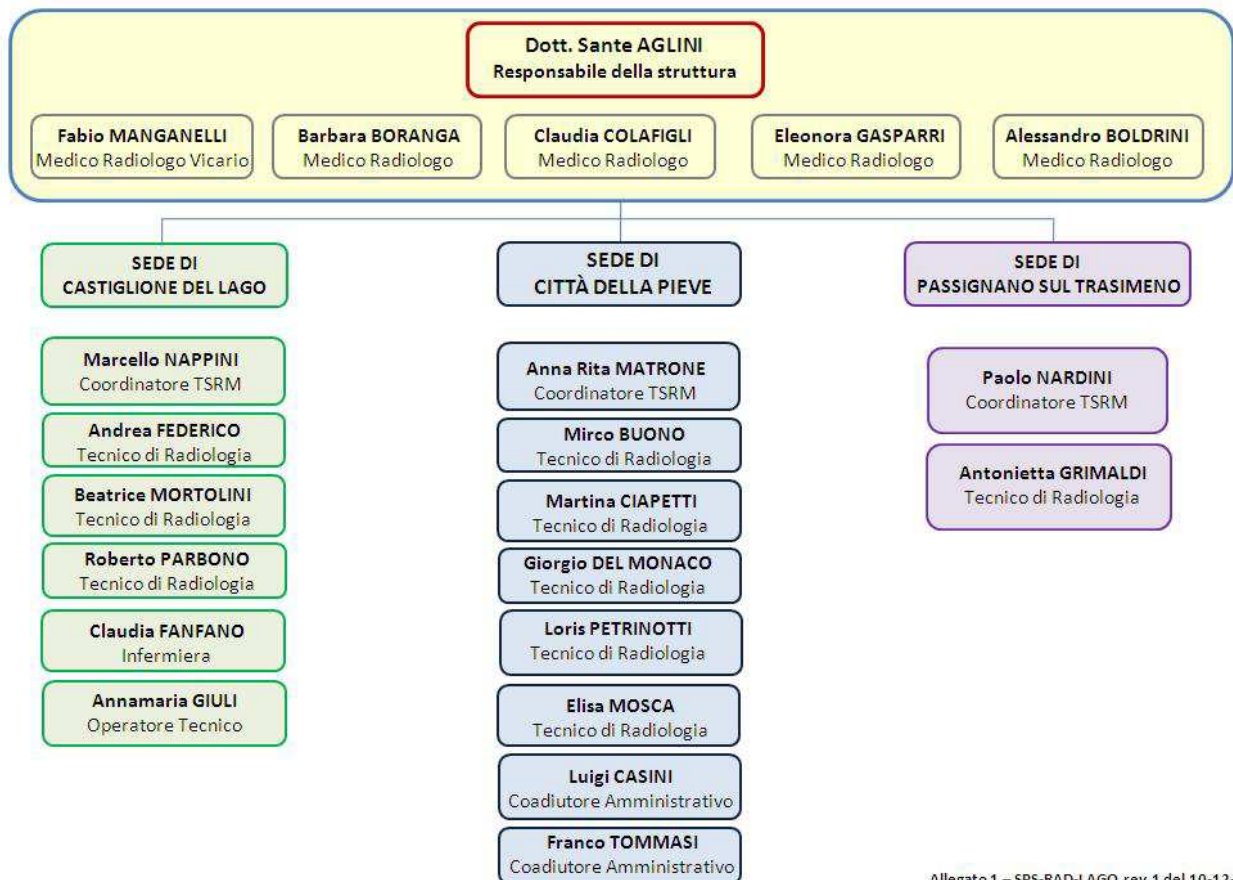 Dott. Sante AGLINI
Responsabile della struttura
Fabio MANGANELLI
Medico Radiologo Vicario
Barbara BORANGA
Medico Radiologo
Claudia COLAFIGLI
Medico Radiologo
Eleonora GASPARRI
Medico Radiologo
Alessandro BOLDRINI
Medico Radiologo
SEDE DI
CASTIGLIONE DEL LAGO
Marcello NAPPINI
Coordinatore TSRM
Andrea FEDERICO
Tecnico di Radiologia
Beatrice MORTOLINI
Tecnico di Radiologia
Roberto PARBONO
Tecnico di Radiologia
Claudia FANFANO
Infermiera
Annamaria GIULI
Operatore Tecnico
SEDE DI
CITTÀ DELLA PIEVE
Anna Rita MATRONE
Coordinatore TSRM
Mirco BUONO
Tecnico di Radiologia
Martina CIAPETTI
Tecnico di Radiologia
Giorgio DEL MONACO
Tecnico di Radiologia
Loris PETRINOTTI
Tecnico di Radiologia
Elisa MOSCA
Tecnico di Radiologia
Luigi CASINI
Coadiutore Amministrativo
Franco TOMMASI
Coadiutore Amministrativo
SEDE DI
PASSIGNANO SUL TRASIMENO
Paolo NARDINI
Coordinatore TSRM
Antonietta GRIMALDI
Tecnico di Radiologia
Allegato 1 – SPS-RAD-LAGO rev.1 del 10-12-